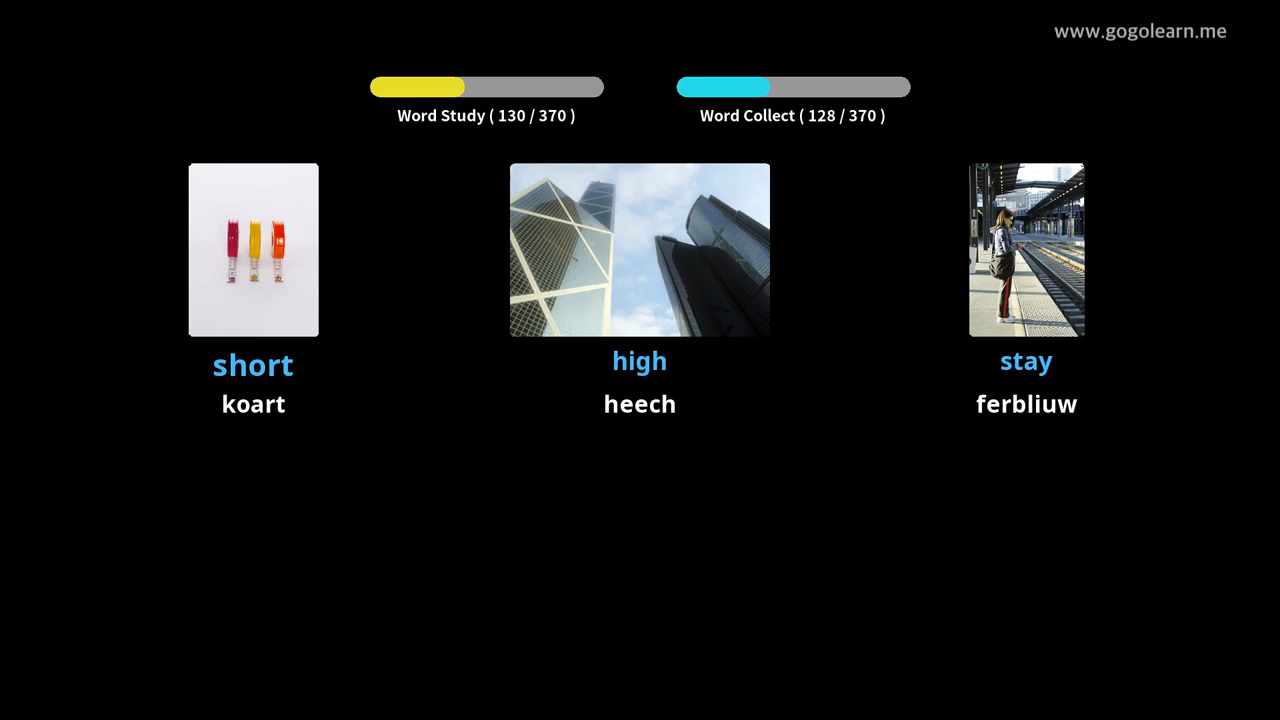 www.gogolearn.me
Word Study ( 130 / 370 )
Word Collect ( 128 / 370 )
short
high
stay
koart
heech
ferbliuw